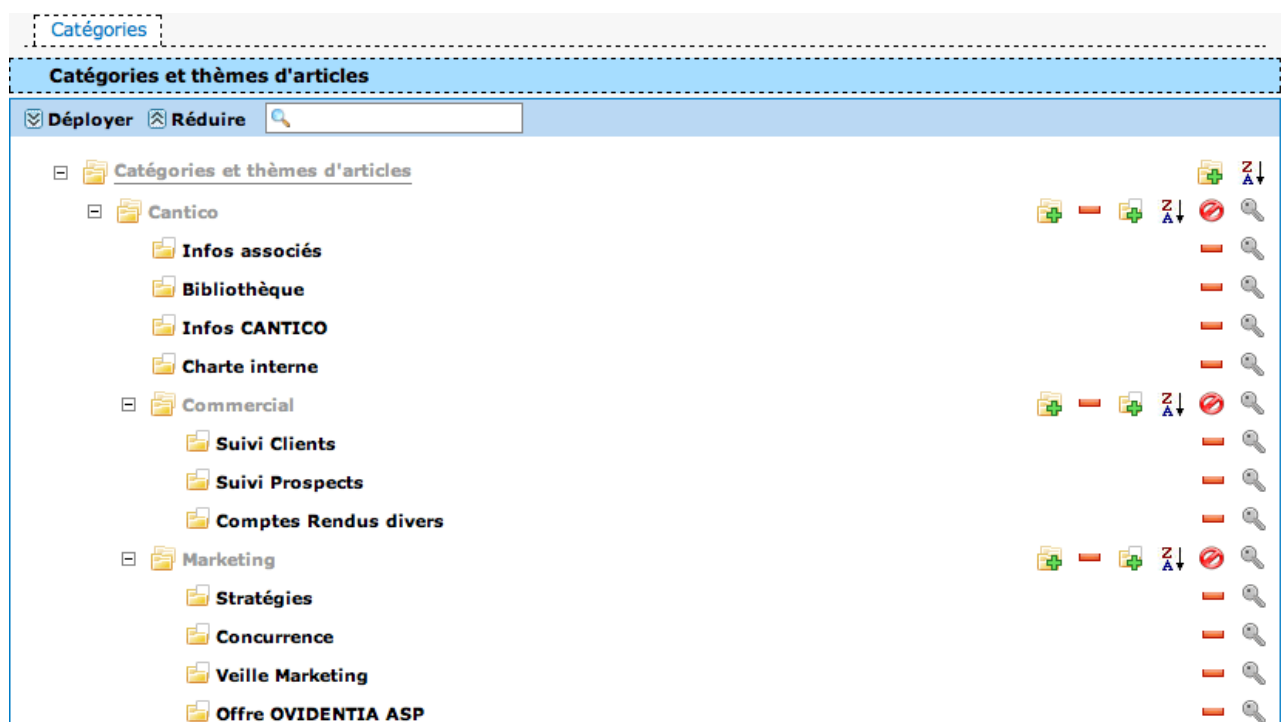 Catégories
Catégories et thèmes d'articles
Déployer Réduire
Catégories et thèmes d'articles
Cantico
Infos associés
Bibliothèque
Infos CANTICO
Charte interne
Commercial
Suivi Clients
Suivi Prospects
Comptes Rendus divers
Marketing
Stratégies
Concurrence
Veille Marketing
Offre OVIDENTIA ASP